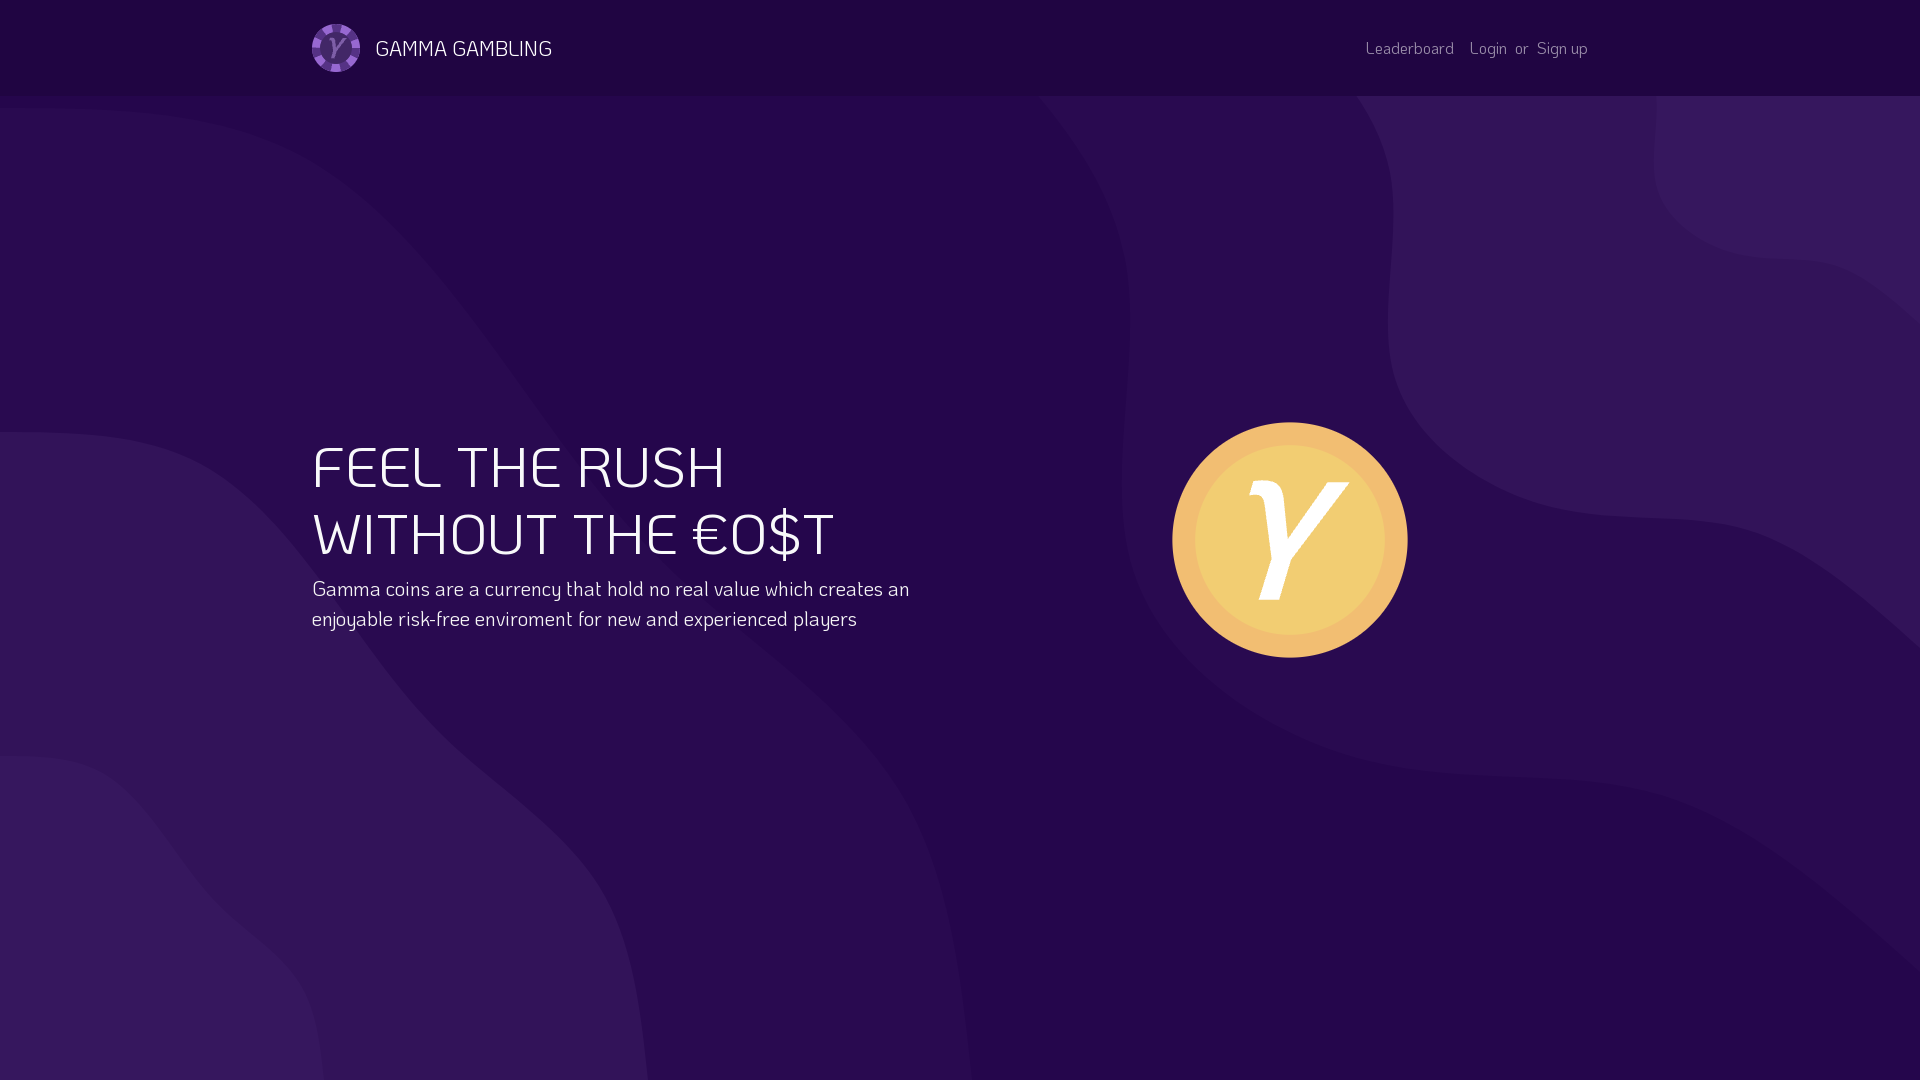 γ GAMMA GAMBLING
Leaderboard Login or Sign up
FEEL THE RUSH
WITHOUT THE €O$T
Gamma coins are a currency that hold no real value which creates an
enjoyable risk-free enviroment for new and experienced players
γ